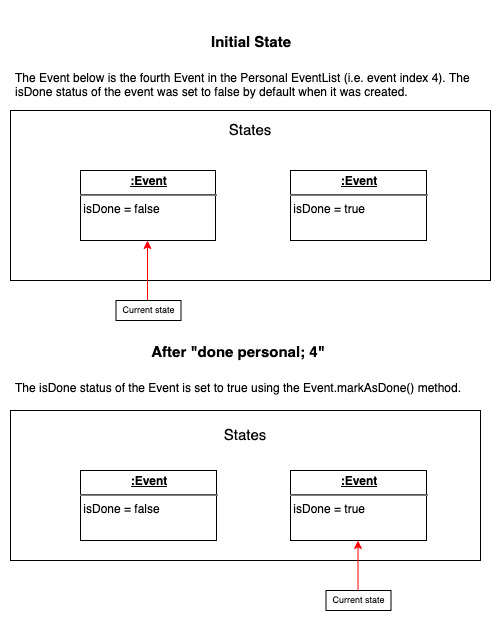 Initial State
The Event below is the fourth Event in the Personal EventList (i.e. event index 4). The
isDone status of the event was set to false by default when it was created.
States
:Event
isDone = false
:Event
isDone = true
Current state
After "done personal; 4"
The isDone status of the Event is set to true using the Event.markAsDone() method.
States
:Event
isDone = false
:Event
isDone = true
Current state